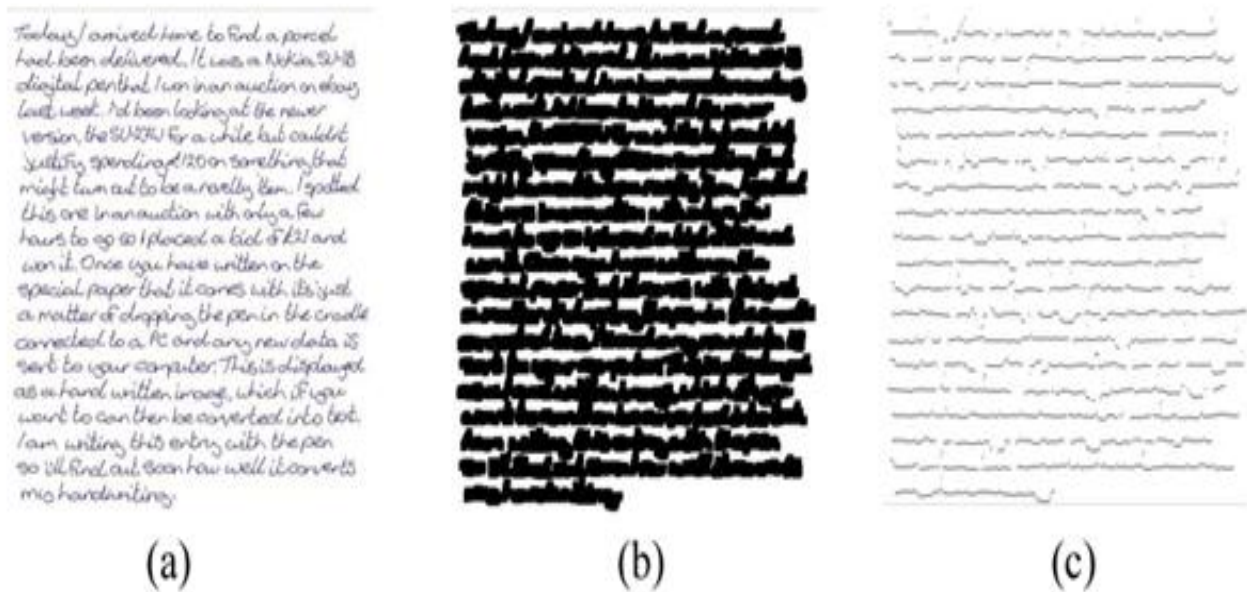 Today I arrived home to find a parcel
had been delivered. It was a Nokia SU-1B
digital pen that I won in an auction on ebay
last week. I'd been looking at the newer
version, the SU-27W for a while but couldn't
justify spending £120 on something that
might turn out to be a novelty item. I spotted
this one in an auction with only a few
hours to go so I placed a bid of £21 and
won it. Once you have written on the
special paper that it comes with it's just
a matter of dropping the pen in the cradle
connected to a PC and any new data is
sent to your computer. This is displayed
as a hand written image, which if you
want to can then be converted into text.
I am writing this entry with the pen
so i'll find out soon how well it converts
my handwriting.
(a)
(b)
(c)